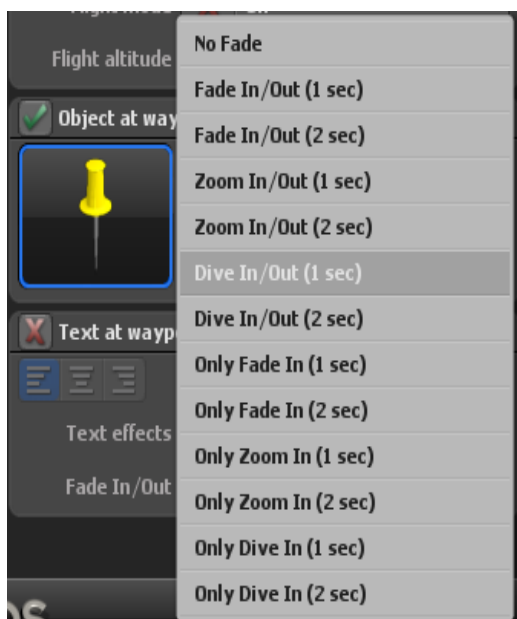 Flight altitude
No Fade
Fade In/Out (1 sec)
Object at way
Fade In/Out (2 sec)
Zoom In/Out (1 sec)
Zoom In/Out (2 sec)
Dive In/Out (1 sec)
Dive In/Out (2 sec)
Text at wayp
Only Fade In (1 sec)
Only Fade In (2 sec)
Text effects
Only Zoom In (1 sec)
Fade In/Out
Only Zoom In (2 sec)
Only Dive In (1 sec)
Only Dive In (2 sec)